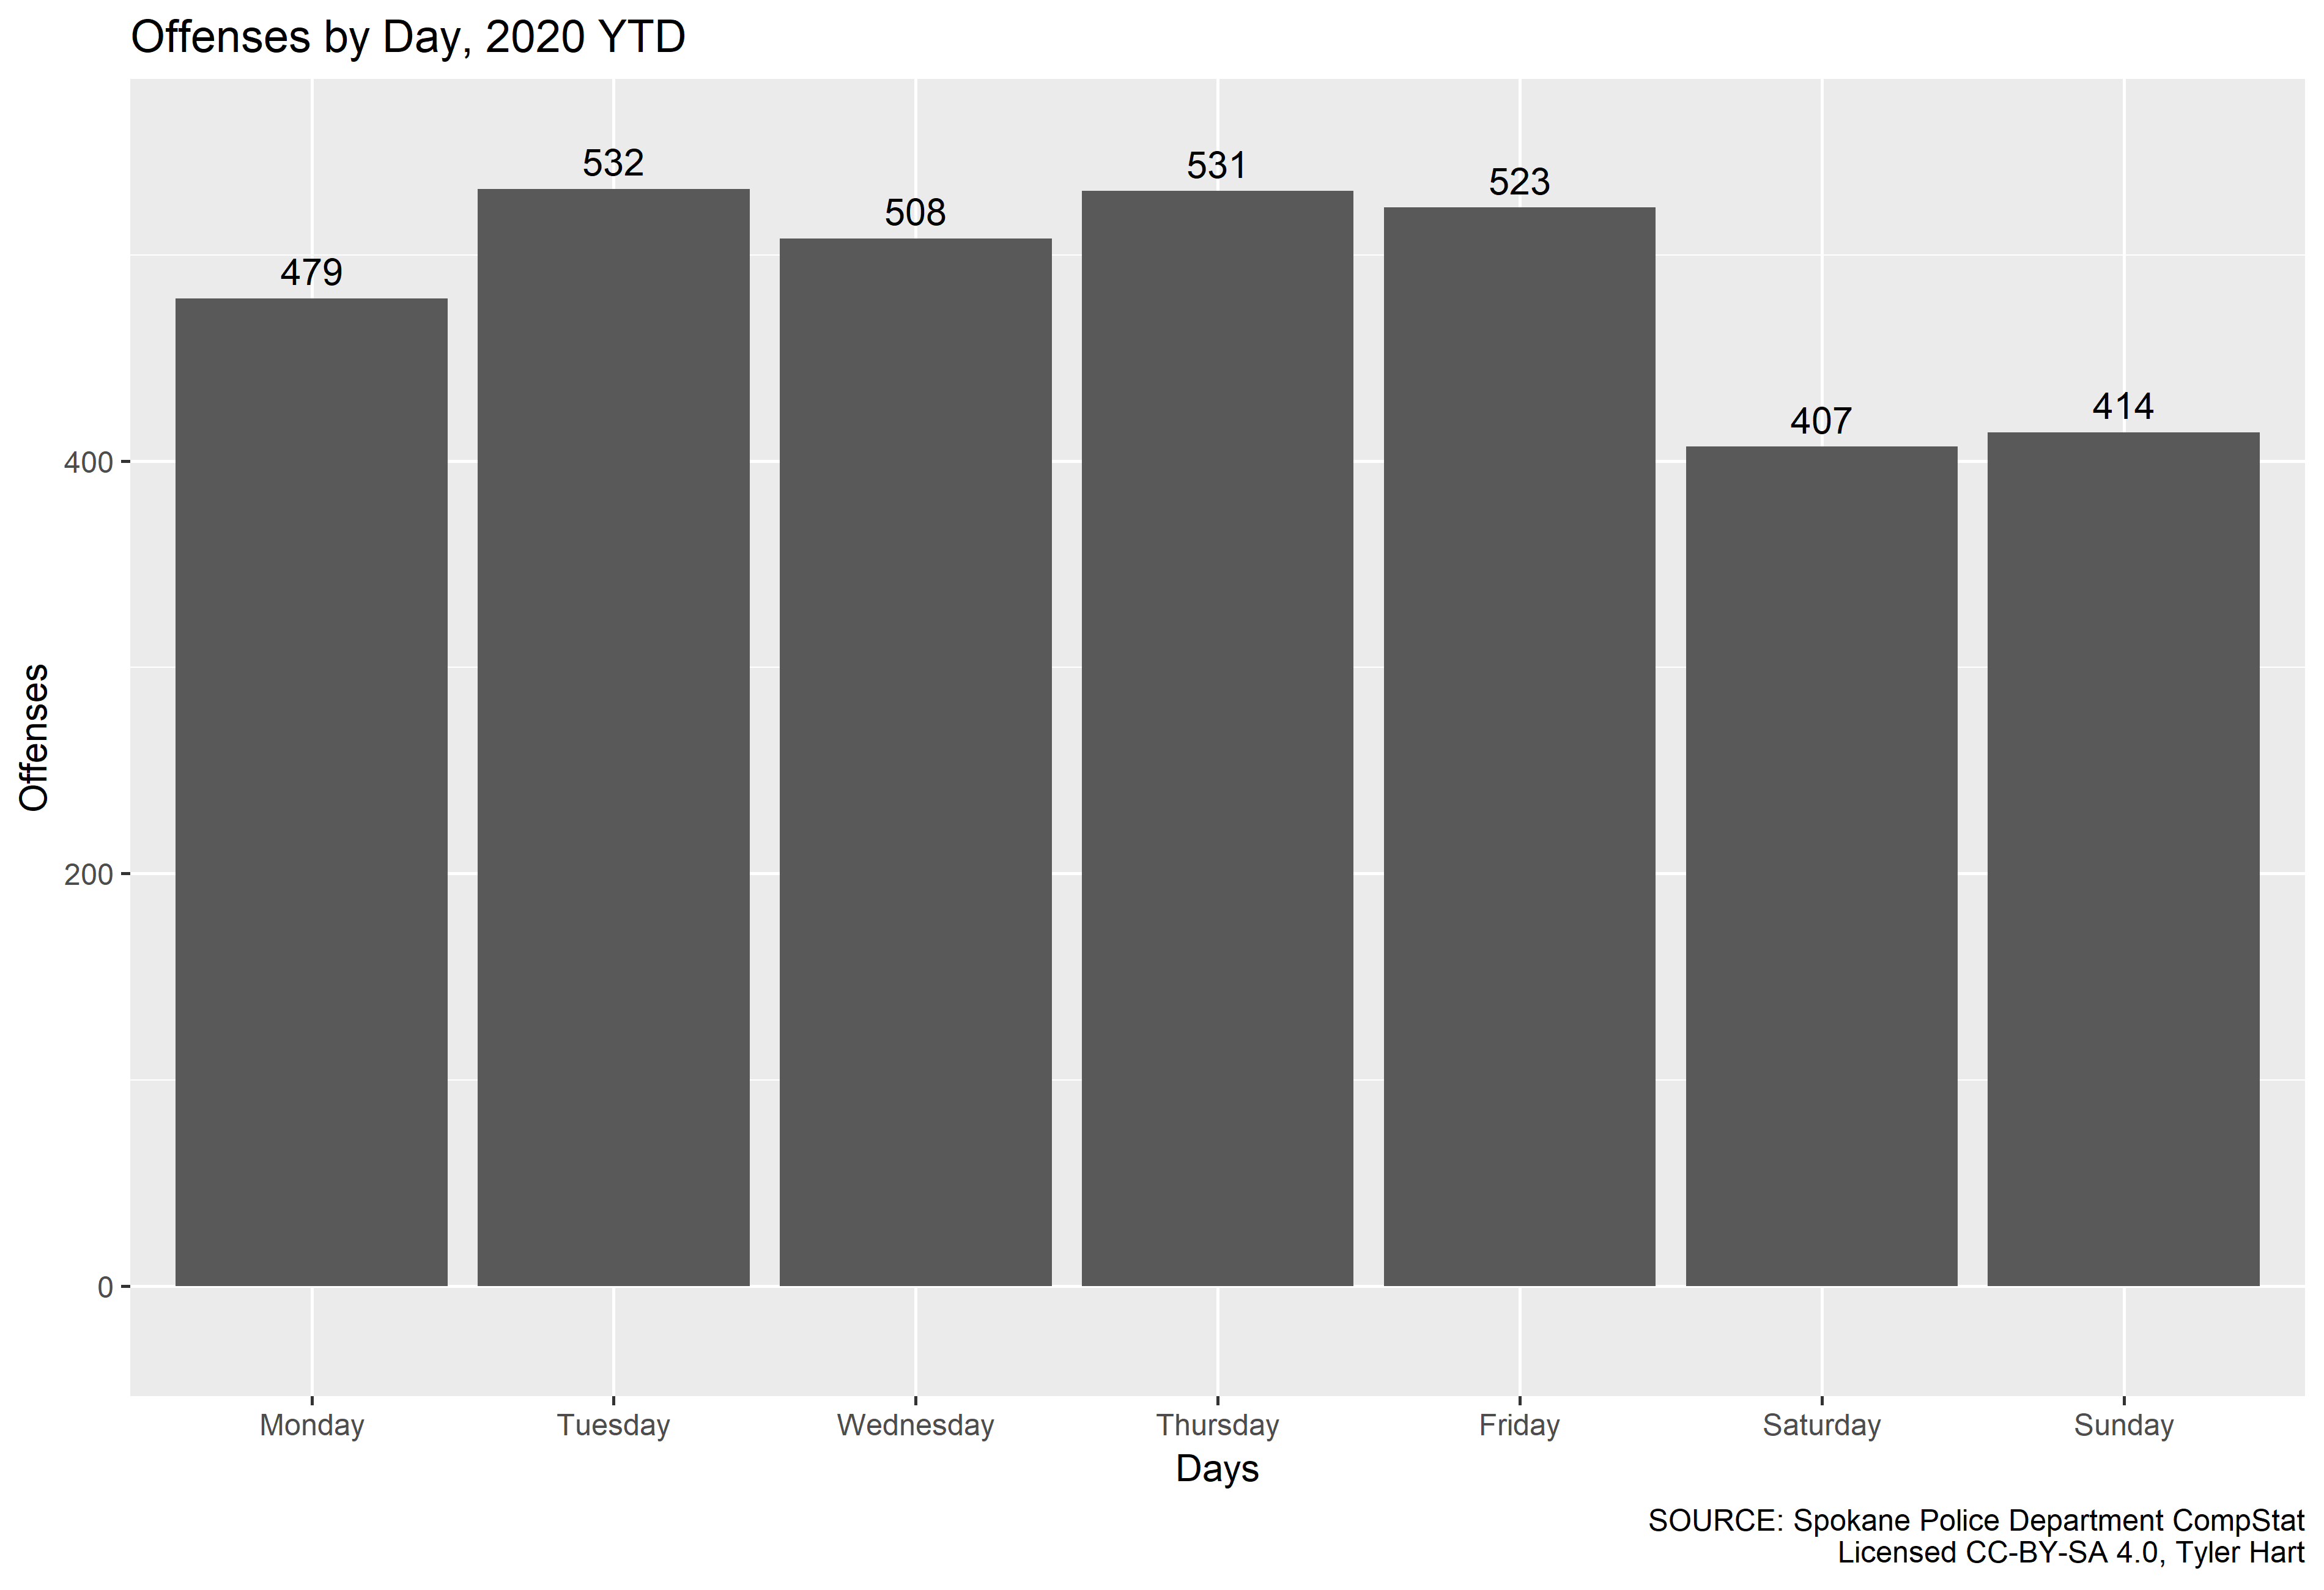 Offenses by Day, 2020 YTD
532
531
523
508
479
414
407
400
200
0
Offenses
Monday Tuesday Wednesday Thursday Friday Saturday Sunday
Days
SOURCE: Spokane Police Department CompStat
Licensed CC-BY-SA 4.0, Tyler Hart